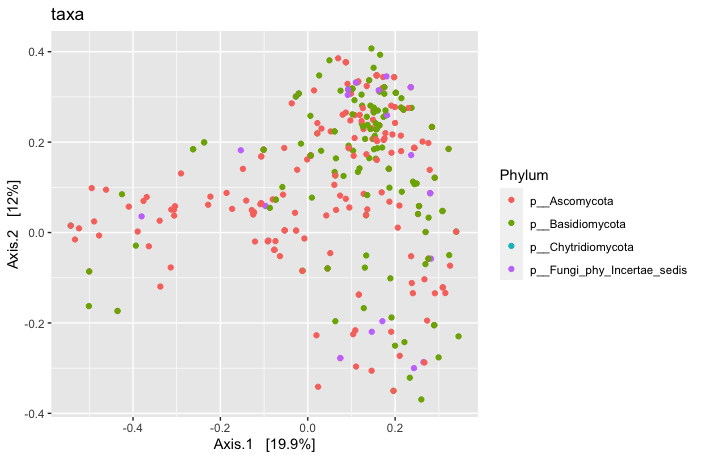 taxa
0.4
0.2
0.0
-0.2
-0.4
Axis.2   [12%]
-0.4
-0.2
0.0
0.2
Axis.1   [19.9%]
Phylum
p__Ascomycota
p__Basidiomycota
p__Chytridiomycota
p__Fungi_phy_Incertae_sedis